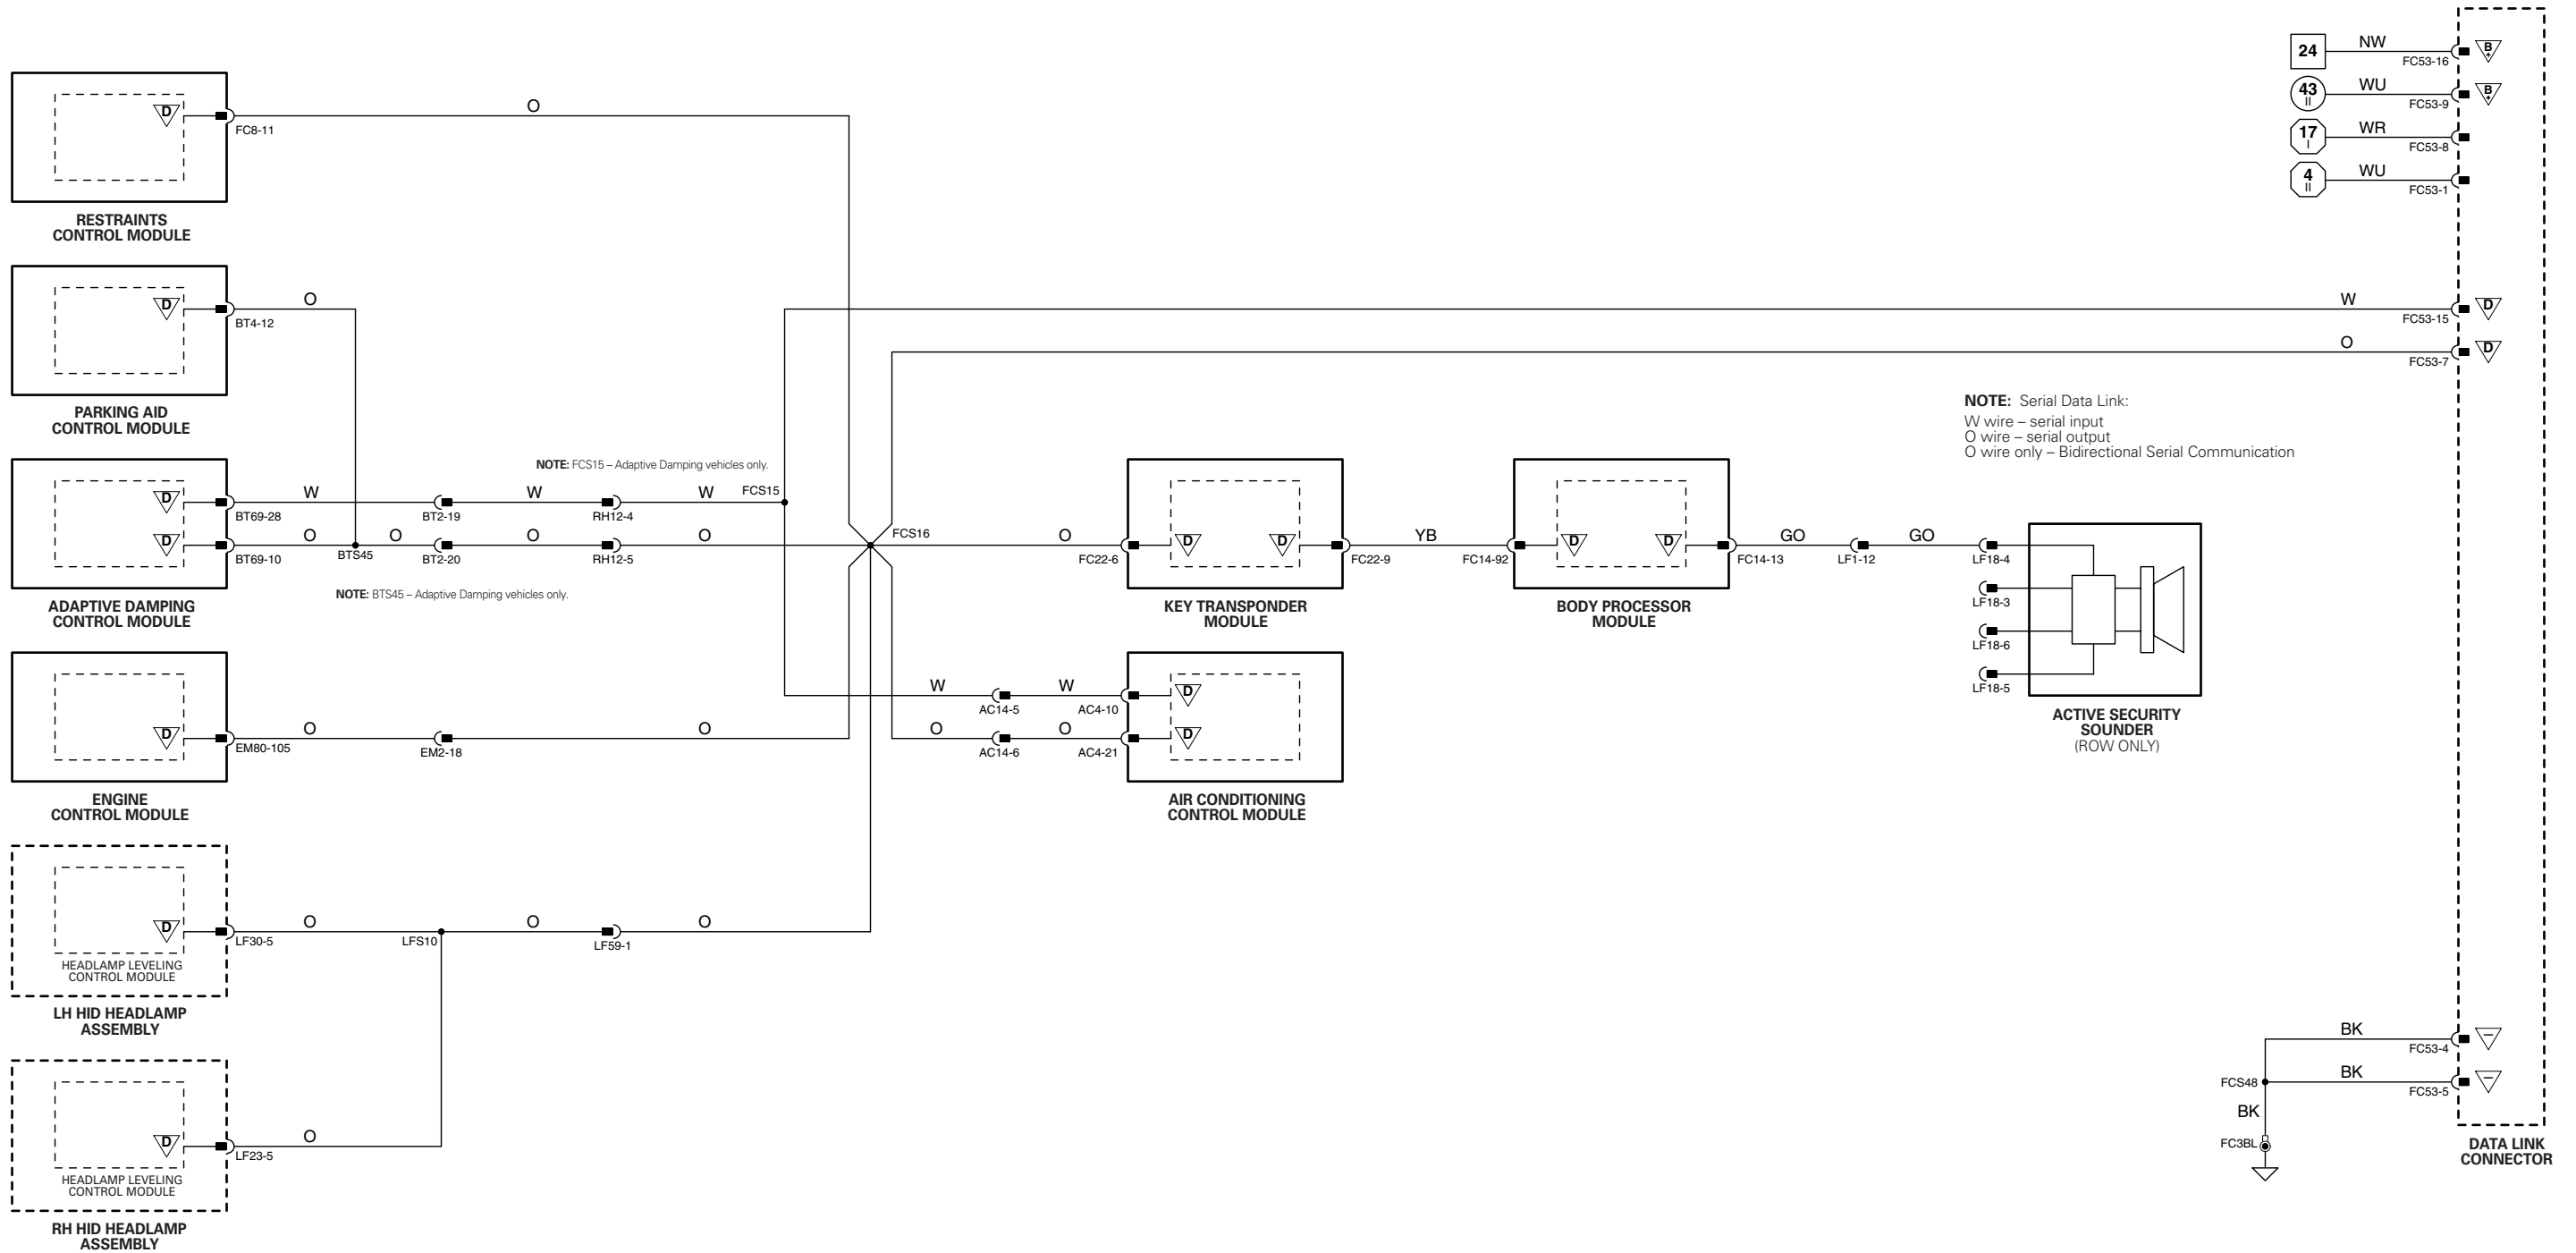 24
NW
FC53-16
B
+
43
II
WU
FC53-9
B
+
17
I
WR
FC53-8
4
II
WU
FC53-1
D
FC8-11
O
RESTRAINTS
CONTROL MODULE
D
BT4-12
O
PARKING AID
CONTROL MODULE
W
FC53-15
D
O
FC53-7
D
NOTE: Serial Data Link:
W wire – serial input
O wire – serial output
O wire only – Bidirectional Serial Communication
NOTE: FCS15 – Adaptive Damping vehicles only.
D
BT69-28
W
BT2-19
W
RH12-4
W
FCS15
D
BT69-10
O
BTS45
O
BT2-20
O
RH12-5
O
FCS16
O
FC22-6
D
D
FC22-9
YB
FC14-92
D
D
FC14-13
GO
LF1-12
GO
LF18-4
LF18-3
LF18-6
LF18-5
NOTE: BTS45 – Adaptive Damping vehicles only.
ADAPTIVE DAMPING
CONTROL MODULE
KEY TRANSPONDER
MODULE
BODY PROCESSOR
MODULE
ACTIVE SECURITY
SOUNDER
(ROW ONLY)
W
AC14-5
W
AC4-10
D
D
EM80-105
O
EM2-18
O
O
AC14-6
O
AC4-21
D
ENGINE
CONTROL MODULE
AIR CONDITIONING
CONTROL MODULE
D
LF30-5
O
LFS10
O
LF59-1
O
HEADLAMP LEVELING
CONTROL MODULE
LH HID HEADLAMP
ASSEMBLY
D
LF23-5
O
HEADLAMP LEVELING
CONTROL MODULE
RH HID HEADLAMP
ASSEMBLY
BK
FC53-4
FCS48
BK
FC53-5
BK
FC3BL
DATA LINK
CONNECTOR